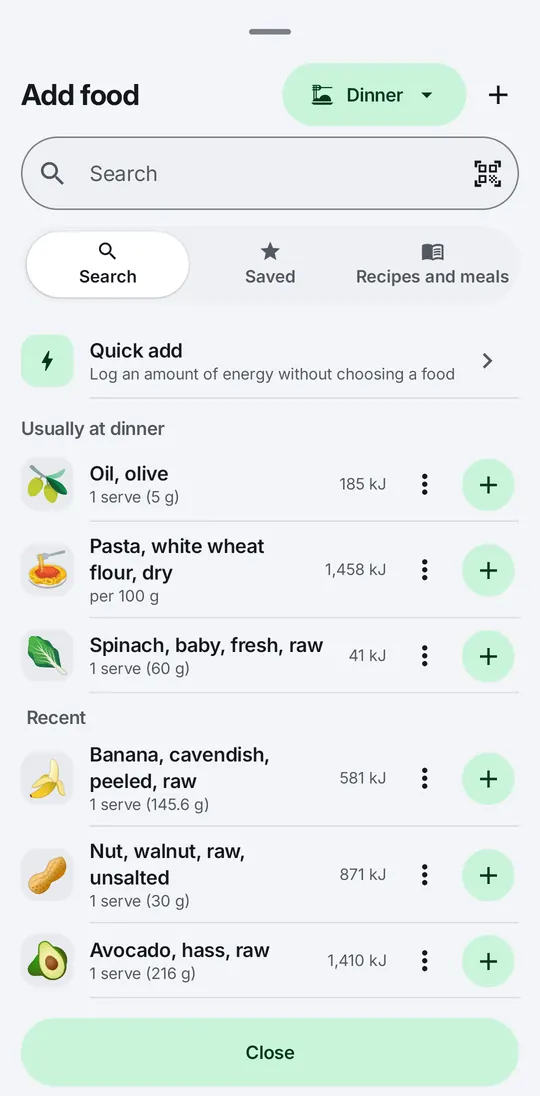 Add food
Dinner
Search
Search
Saved
Recipes and meals
Quick add
Log an amount of energy without choosing a food
Usually at dinner
Oil, olive
1 serve (5 g)
185 kJ
Pasta, white wheat
flour, dry
per 100 g
1,458 kJ
Spinach, baby, fresh, raw
1 serve (60 g)
41 kJ
Recent
Banana, cavendish,
peeled, raw
1 serve (145.6 g)
581 kJ
Nut, walnut, raw,
unsalted
1 serve (30 g)
871 kJ
Avocado, hass, raw
1 serve (216 g)
1,410 kJ
Close